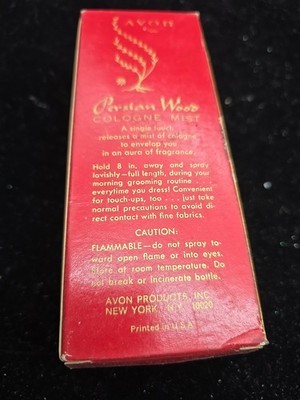 AVON
Persian Wood
COLOGNE MIST
A single touch
releases a mist of cologne
to envelop you
in an aura of fragrance.
Hold 8 in. away and spray
lavishly—full length, during your
morning grooming routine ...
everytime you dress! Convenient
for touch-ups, too ... just take
normal precautions to avoid di-
rect contact with fine fabrics.
CAUTION:
FLAMMABLE—do not spray to-
ward open flame or into eyes.
Store at room temperature. Do
not break or incinerate bottle.
AVON PRODUCTS, INC.
NEW YORK, N.Y. 10020
Printed in U.S.A.